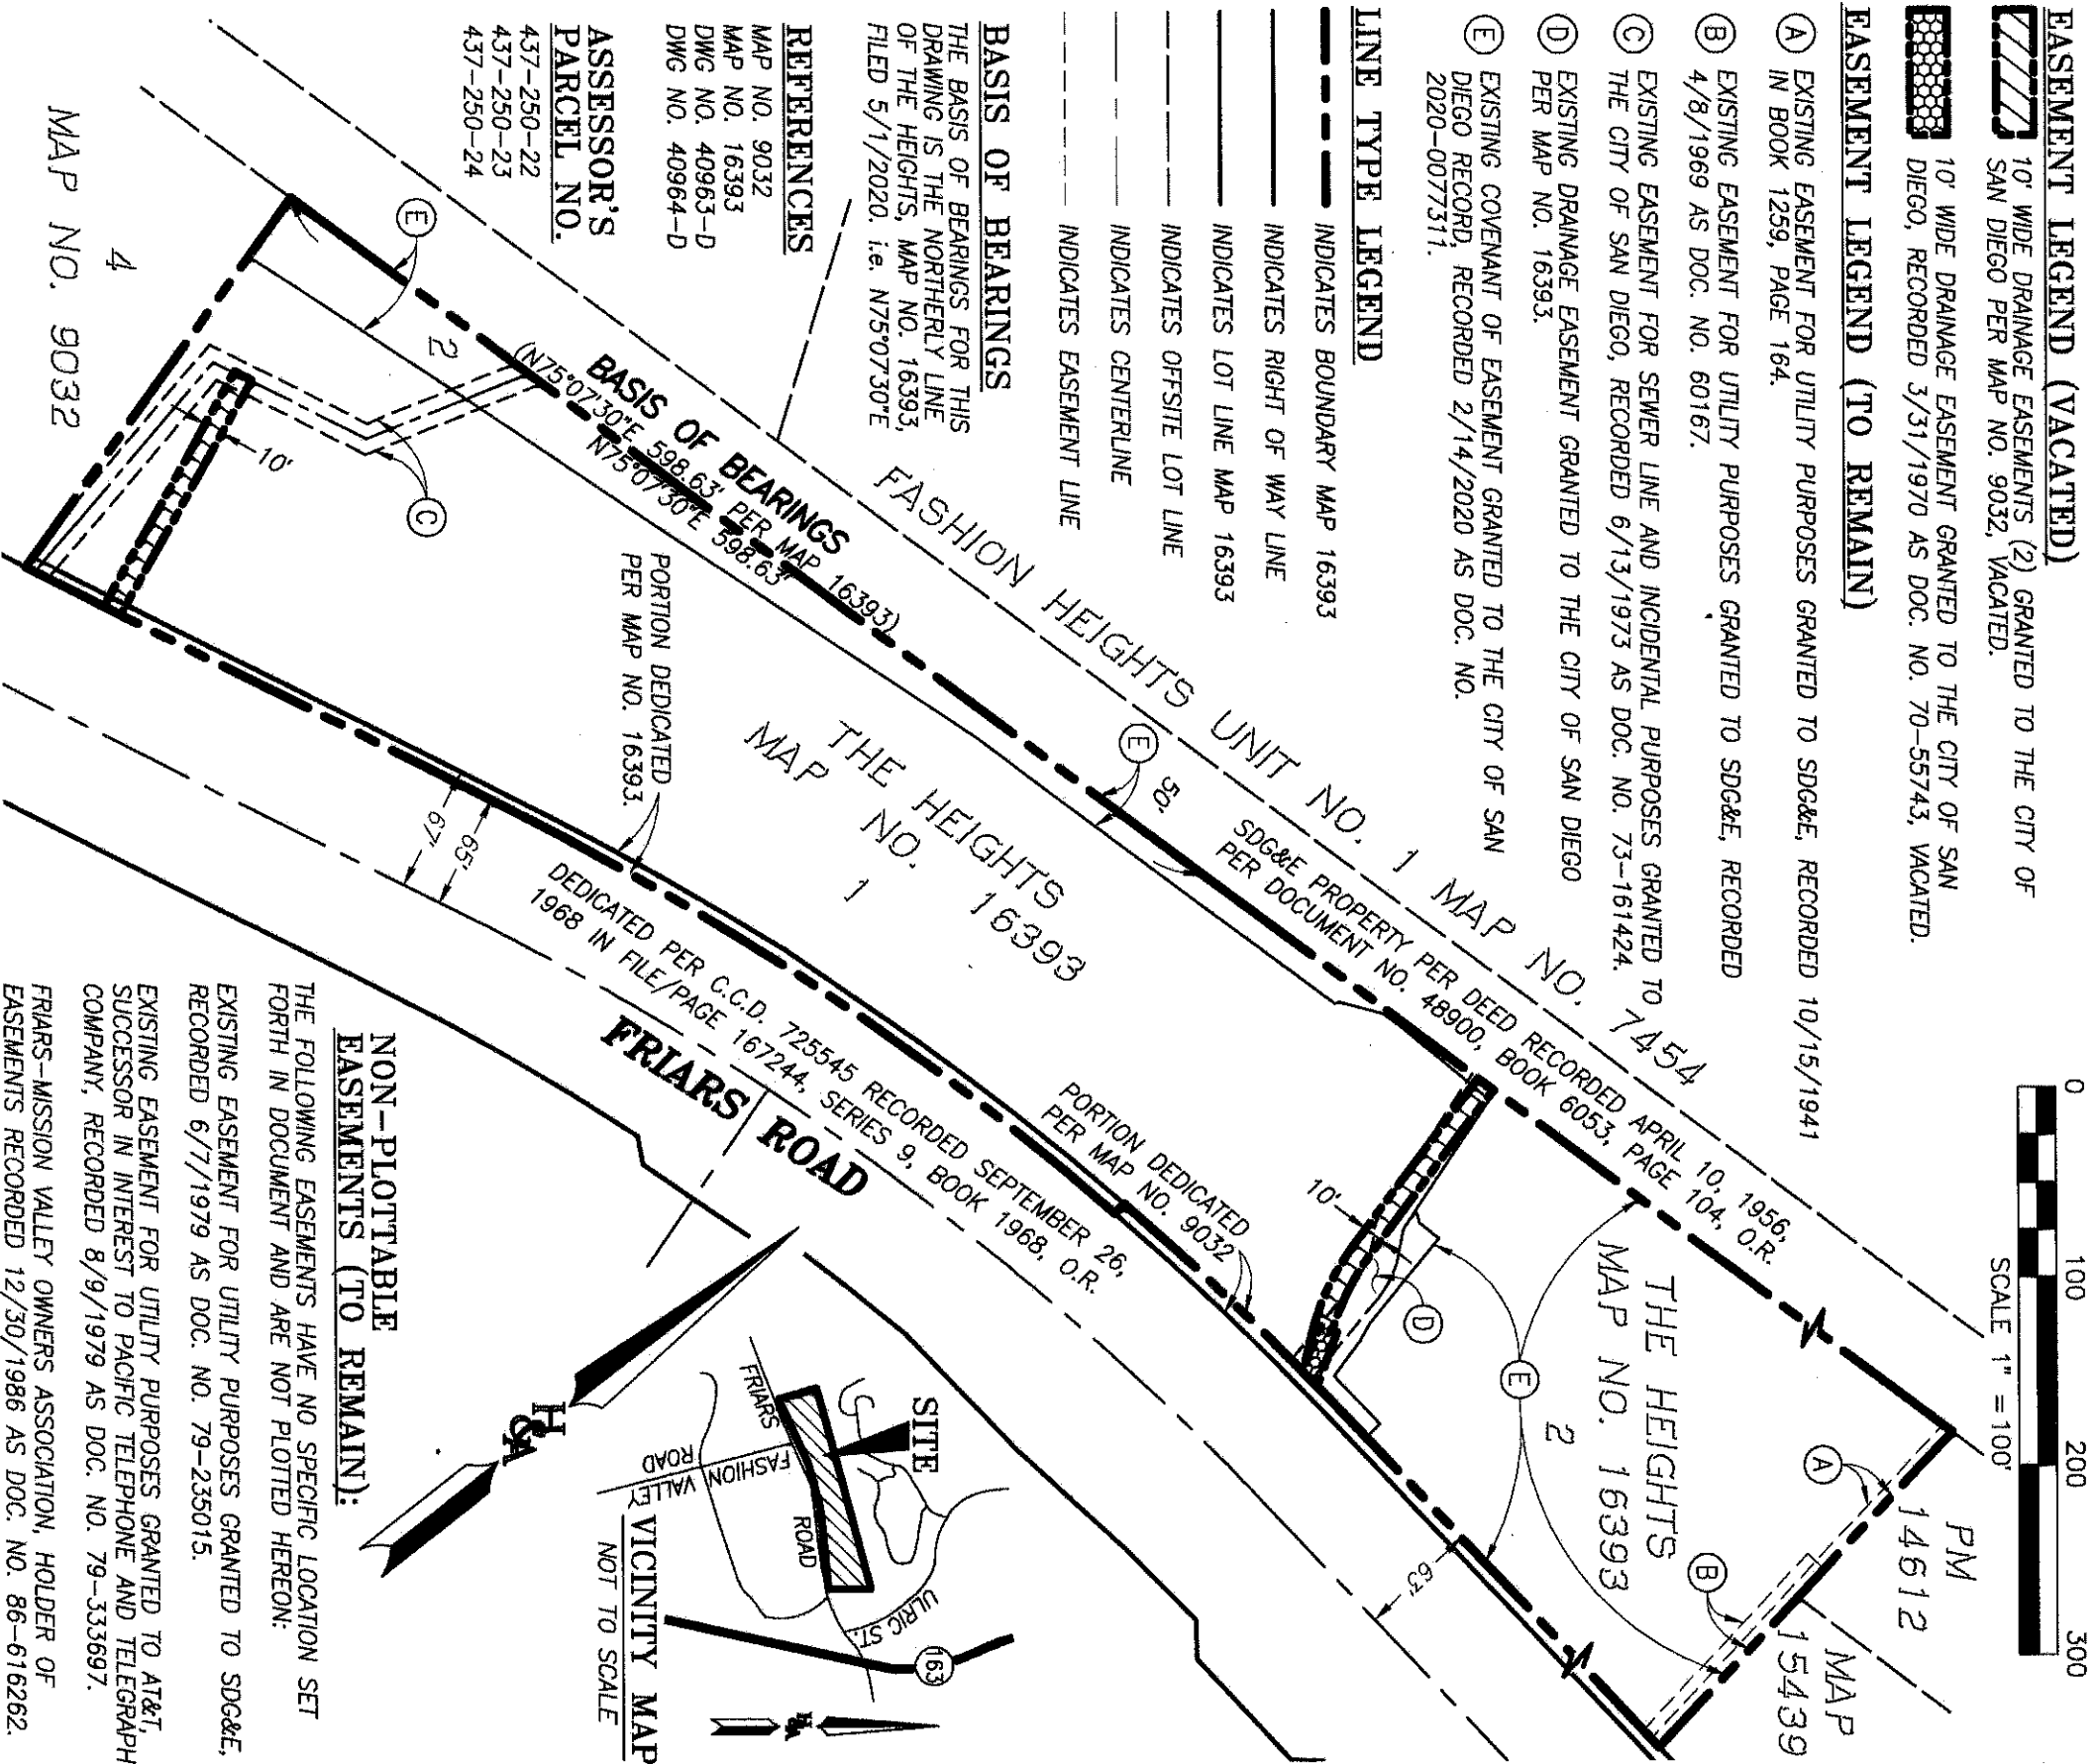 EASEMENT LEGEND (VACATED)
10' WIDE DRAINAGE EASEMENTS (2) GRANTED TO THE CITY OF
SAN DIEGO PER MAP NO. 9032, VACATED.
10' WIDE DRAINAGE EASEMENT GRANTED TO THE CITY OF SAN
DIEGO, RECORDED 3/31/1970 AS DOC. NO. 70-55743, VACATED.
EASEMENT LEGEND (TO REMAIN)
A EXISTING EASEMENT FOR UTILITY PURPOSES GRANTED TO SDG&E, RECORDED 10/15/1941
IN BOOK 1259, PAGE 164.
B EXISTING EASEMENT FOR UTILITY PURPOSES GRANTED TO SDG&E, RECORDED
4/8/1969 AS DOC. NO. 60167.
C EXISTING EASEMENT FOR SEWER LINE AND INCIDENTAL PURPOSES GRANTED TO
THE CITY OF SAN DIEGO, RECORDED 6/13/1973 AS DOC. NO. 73-161424.
D EXISTING DRAINAGE EASEMENT GRANTED TO THE CITY OF SAN DIEGO
PER MAP NO. 16393.
E EXISTING COVENANT OF EASEMENT GRANTED TO THE CITY OF SAN
DIEGO RECORD, RECORDED 2/14/2020 AS DOC. NO.
2020-0077311.
LINE TYPE LEGEND
INDICATES BOUNDARY MAP 16393
INDICATES RIGHT OF WAY LINE
INDICATES LOT LINE MAP 16393
INDICATES OFFSITE LOT LINE
INDICATES CENTERLINE
INDICATES EASEMENT LINE
BASIS OF BEARINGS
THE BASIS OF BEARINGS FOR THIS
DRAWING IS THE NORTHERLY LINE
OF THE HEIGHTS, MAP NO. 16393,
FILED 5/1/2020. i.e. N75°07'30"E
REFERENCES
MAP NO. 9032
MAP NO. 16393
DWG NO. 40963-D
DWG NO. 40964-D
ASSESSOR'S
PARCEL NO.
437-250-22
437-250-23
437-250-24
0 100 200 300
SCALE 1" = 100'
FASHION HEIGHTS UNIT NO. 1 MAP NO. 7454
SDG&E PROPERTY PER DEED RECORDED APRIL 10, 1956,
PER DOCUMENT NO. 48900, BOOK 6053, PAGE 104, O.R.
BASIS OF BEARINGS
(N75°07'30"E 598.63' PER MAP 16393)
N75°07'30"E 598.63'
E
2
C
10'
4
MAP NO. 9032
E
50'
THE HEIGHTS
MAP NO. 16393
1
PORTION DEDICATED
PER MAP NO. 16393.
65'
67'
DEDICATED PER C.C.D. 725545 RECORDED SEPTEMBER 26,
1968 IN FILE/PAGE 167244, SERIES 9, BOOK 1968, O.R.
FRIARS ROAD
PORTION DEDICATED
PER MAP NO. 9032
10'
D
E
THE HEIGHTS
MAP NO. 16393
2
63'
A
B
PM
14612
MAP
15439
H
C&A
SITE
FRIARS
ROAD
FASHION
VALLEY
ROAD
ULRIC ST.
163
VICINITY MAP
NOT TO SCALE
NON-PLOTTABLE
EASEMENTS (TO REMAIN):
THE FOLLOWING EASEMENTS HAVE NO SPECIFIC LOCATION SET
FORTH IN DOCUMENT AND ARE NOT PLOTTED HEREON:
EXISTING EASEMENT FOR UTILITY PURPOSES GRANTED TO SDG&E,
RECORDED 6/7/1979 AS DOC. NO. 79-235015.
EXISTING EASEMENT FOR UTILITY PURPOSES GRANTED TO AT&T,
SUCCESSOR IN INTEREST TO PACIFIC TELEPHONE AND TELEGRAPH
COMPANY, RECORDED 8/9/1979 AS DOC. NO. 79-333697.
FRIARS-MISSION VALLEY OWNERS ASSOCIATION, HOLDER OF
EASEMENTS RECORDED 12/30/1986 AS DOC. NO. 86-616262.